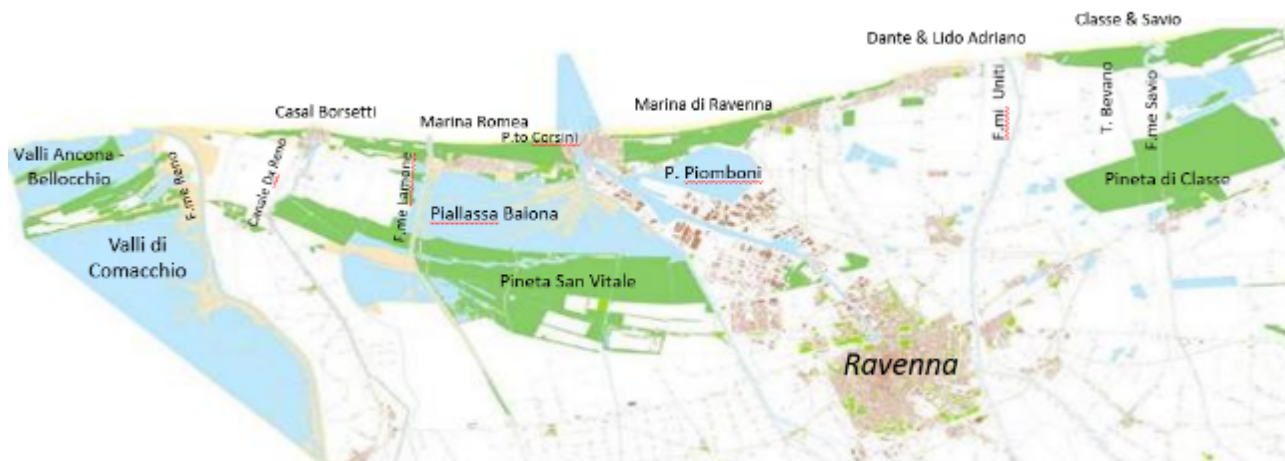 Classe & Savio
Dante & Lido Adriano
Marina di Ravenna
Casal Borsetti
Marina Romea
P.to Corsini
Valli Ancona -
Bellocchio
F.me Reno
Canale Dx Reno
F.me Lamone
P. Piomboni
F.mi Uniti
T. Bevano
F.me Savio
Pineta di Classe
Piallassa Baiona
Valli di
Comacchio
Pineta San Vitale
Ravenna